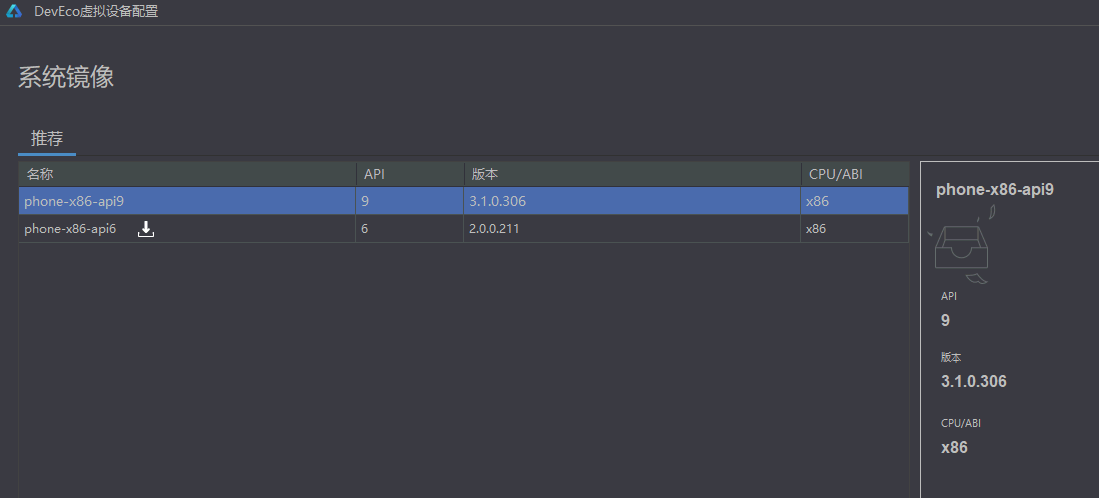 DevEco虚拟设备配置
系统镜像
推荐
名称 API 版本 CPU/ABI
phone-x86-api9 9 3.1.0.306 x86
phone-x86-api6 6 2.0.0.211 x86
phone-x86-api9
API
9
版本
3.1.0.306
CPU/ABI
x86